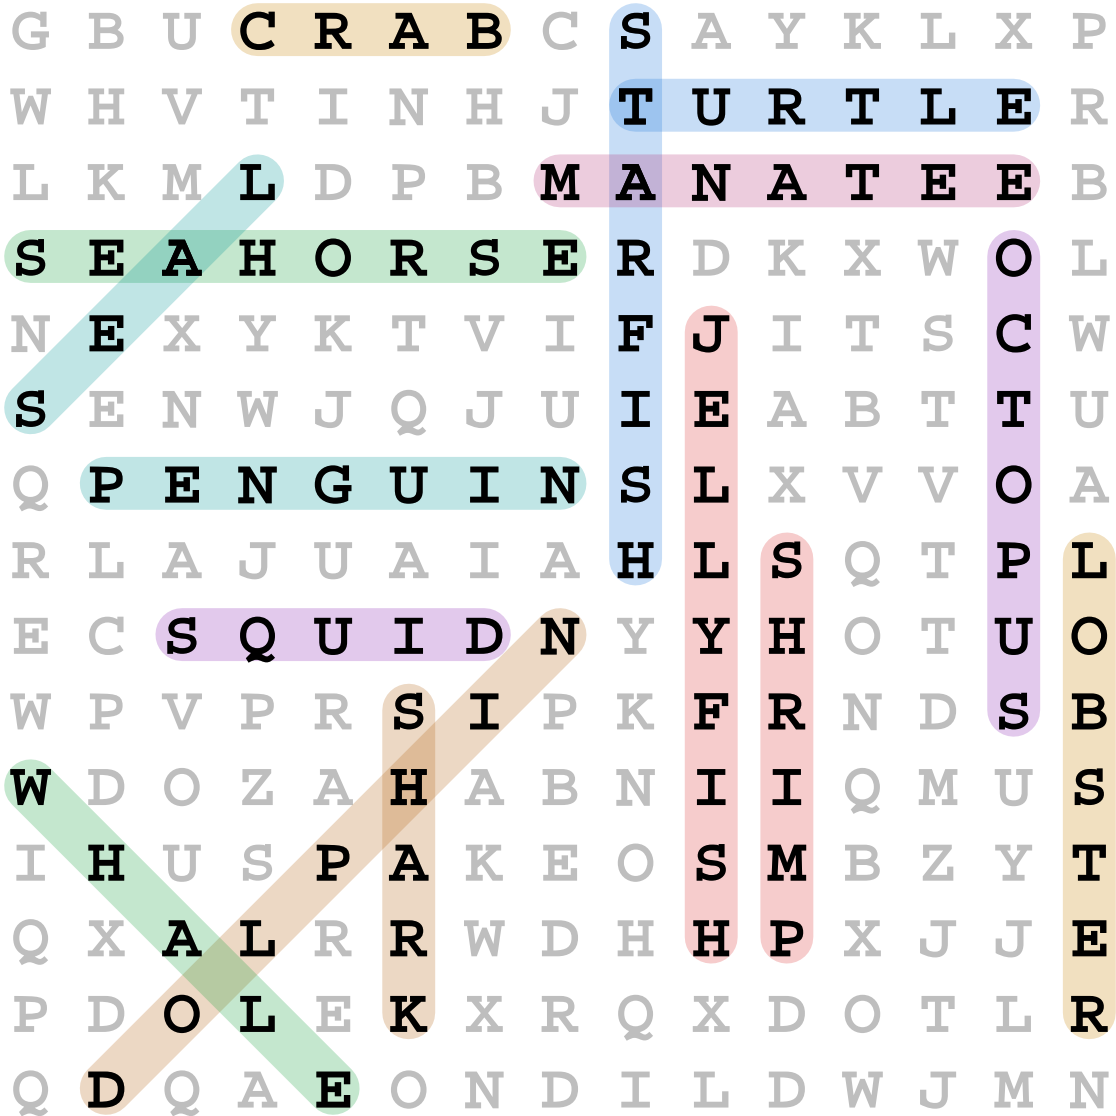 G B U C R A B C S A Y K L X P
W H V T I N H J T U R T L E R
L K M L D P B M A N A T E E B
S E A H O R S E R D K X W O L
N E X Y K T V I F J I T S C W
S E N W J Q J U I E A B T T U
Q P E N G U I N S L X V V O A
R L A J U A I A H L S Q T P L
E C S Q U I D N Y Y H O T U O
W P V P R S I P K F R N D S B
W D O Z A H A B N I I Q M U S
I H U S P A K E O S M B Z Y T
Q X A L R R W D H H P X J J E
P D O L E K X R Q X D O T L R
Q D Q A E O N D I L D W J M N